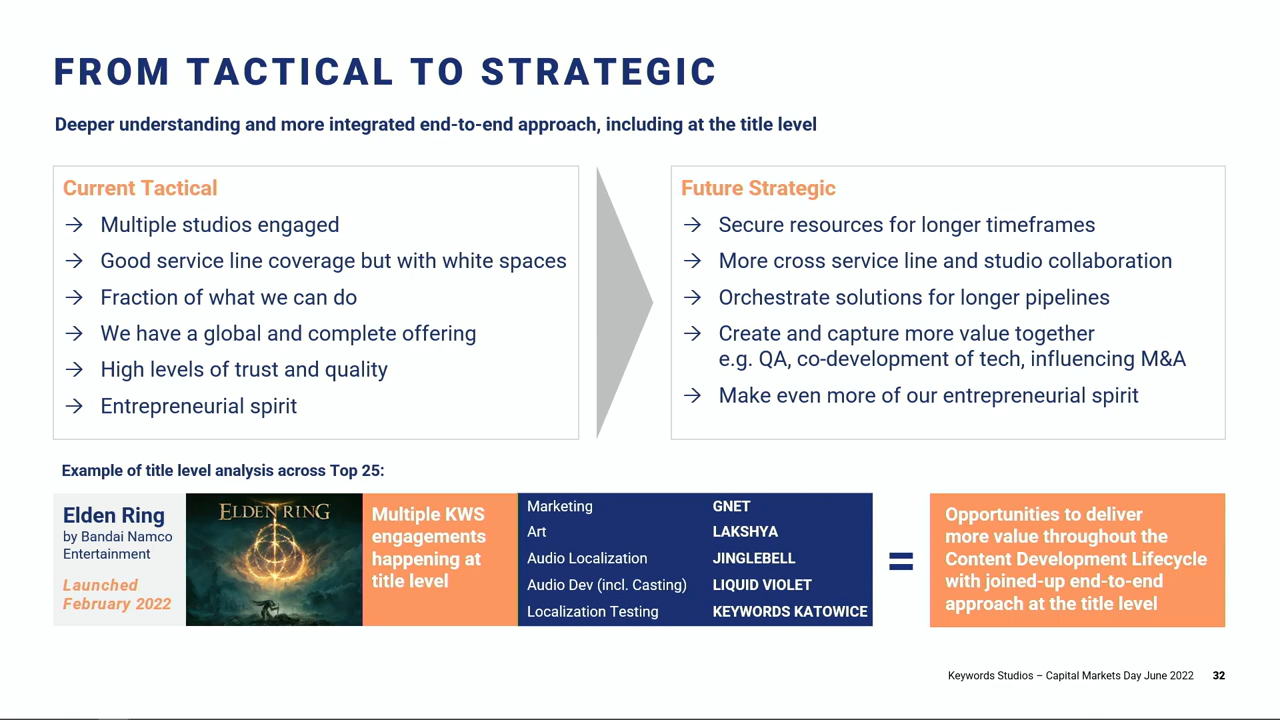 FROM TACTICAL TO STRATEGIC
Deeper understanding and more integrated end-to-end approach, including at the title level
Current Tactical
→ Multiple studios engaged
→ Good service line coverage but with white spaces
→ Fraction of what we can do
→ We have a global and complete offering
→ High levels of trust and quality
→ Entrepreneurial spirit
Future Strategic
→ Secure resources for longer timeframes
→ More cross service line and studio collaboration
→ Orchestrate solutions for longer pipelines
→ Create and capture more value together
e.g. QA, co-development of tech, influencing M&A
→ Make even more of our entrepreneurial spirit
Example of title level analysis across Top 25:
Elden Ring
by Bandai Namco
Entertainment
Launched
February 2022
ELDEN RING
Multiple KWS
engagements
happening at
title level
Marketing GNET
Art LAKSHYA
Audio Localization JINGLEBELL
Audio Dev (incl. Casting) LIQUID VIOLET
Localization Testing KEYWORDS KATOWICE
=
Opportunities to deliver
more value throughout the
Content Development Lifecycle
with joined-up end-to-end
approach at the title level
Keywords Studios – Capital Markets Day June 2022 32